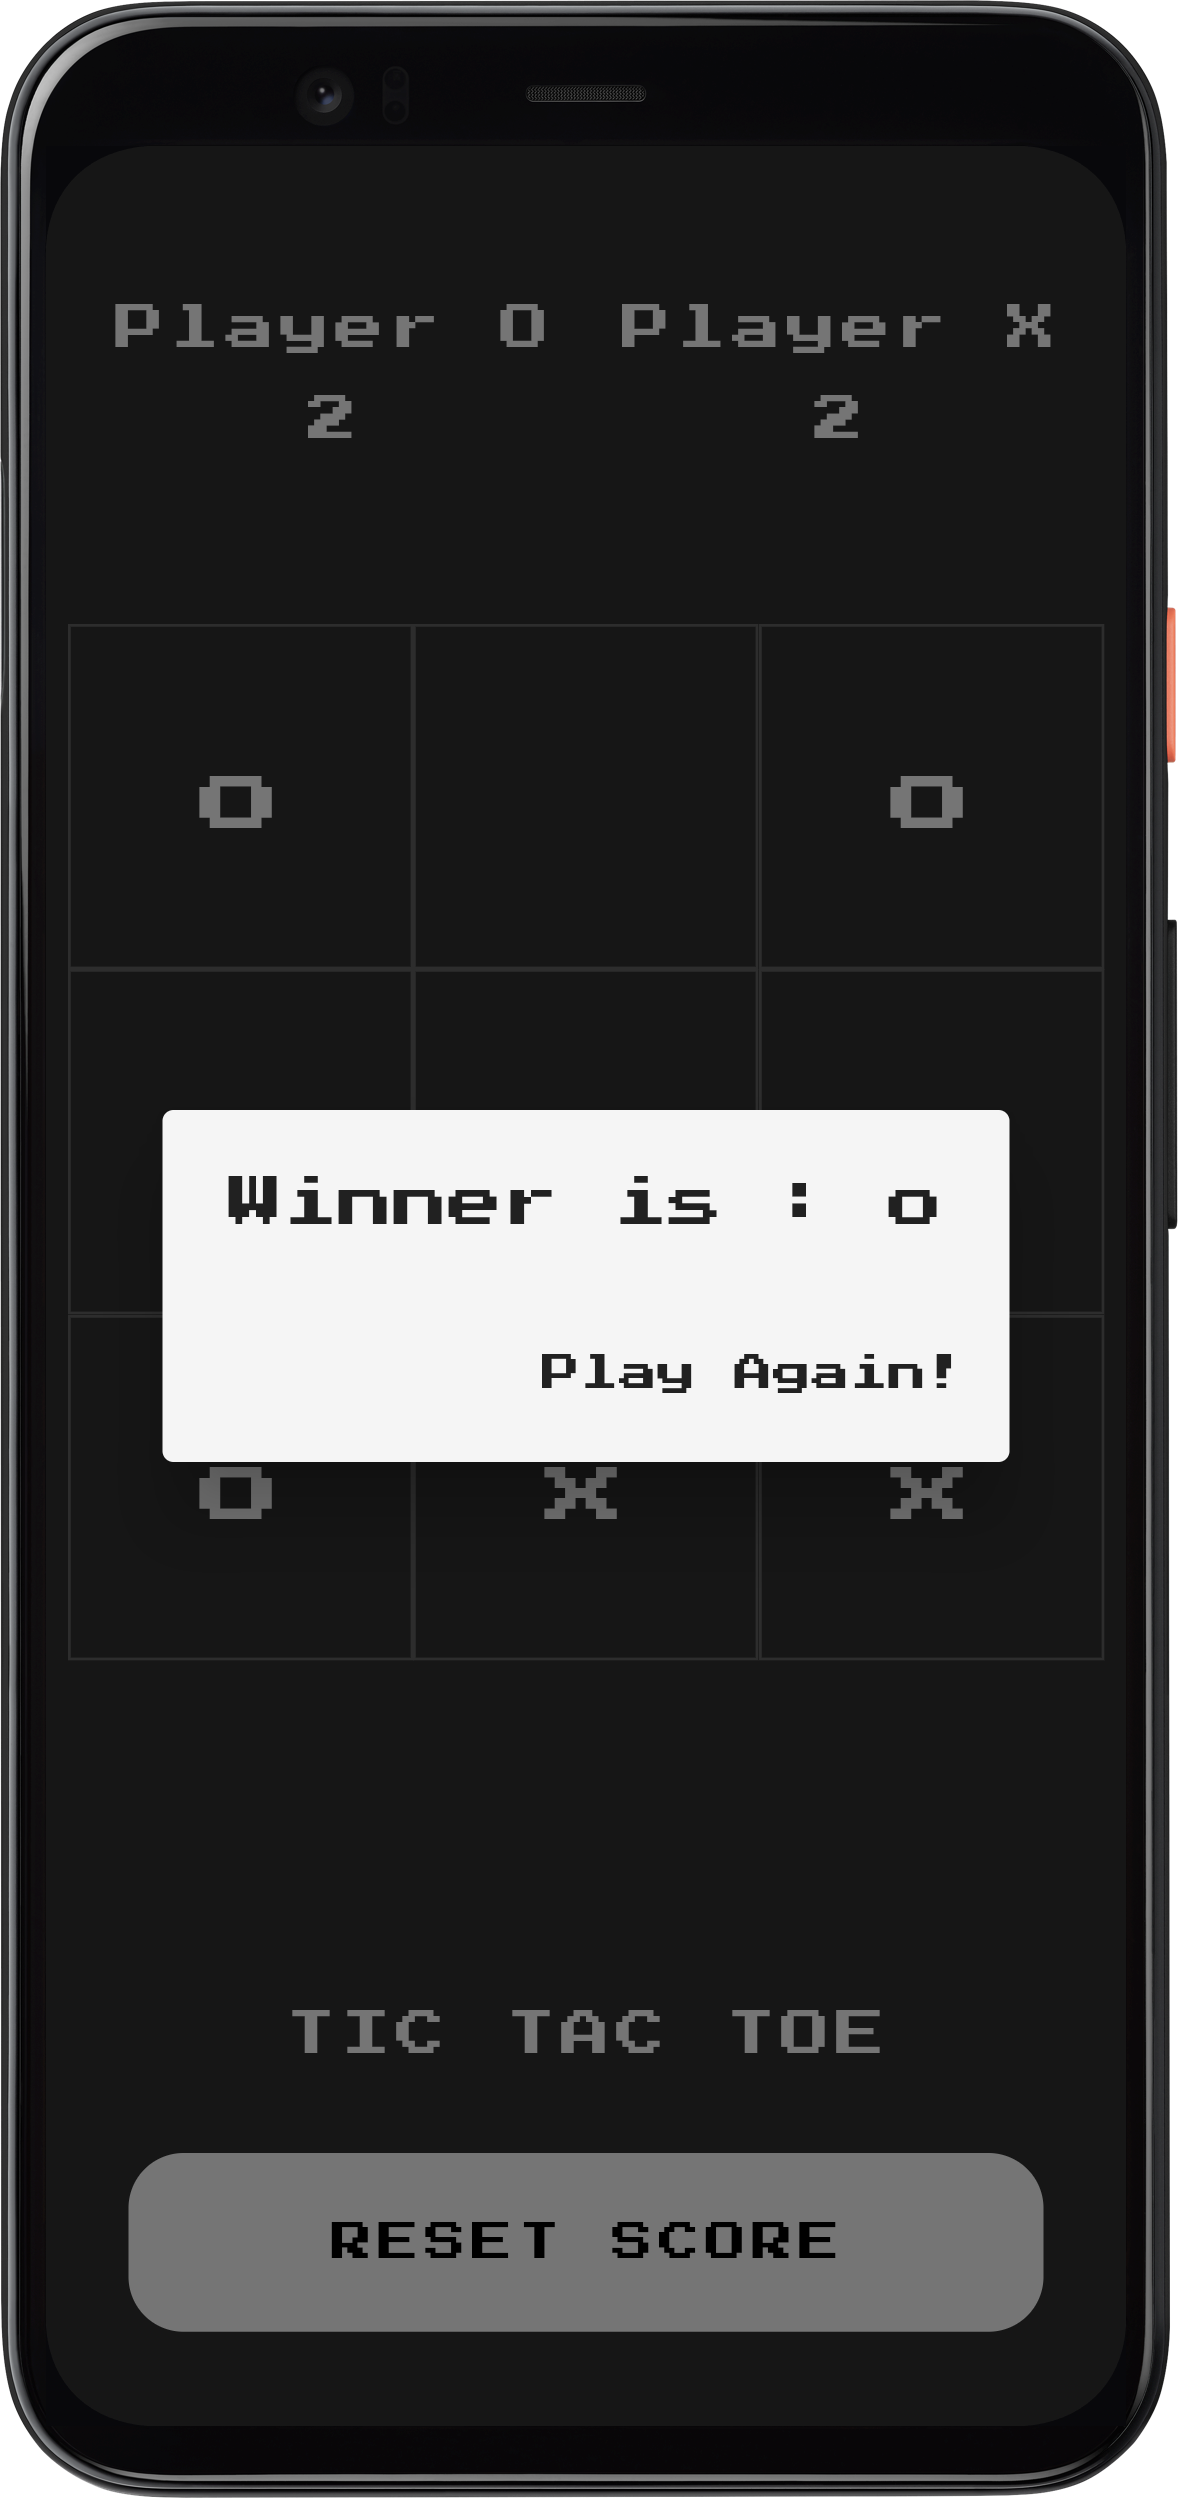 Player O Player X
2 2
o o
Winner is : o
Play Again!
o x x
TIC TAC TOE
RESET SCORE